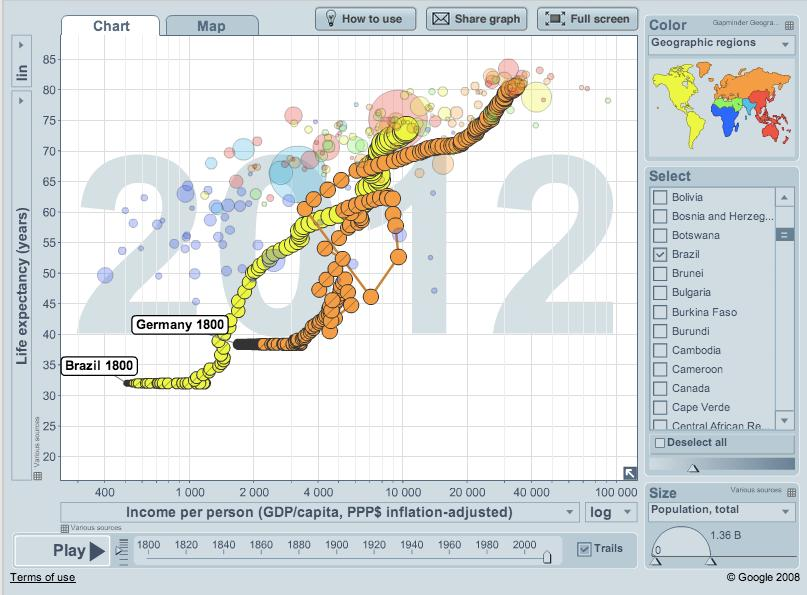 Chart
Map
How to use
Share graph
Full screen
Color
Gapminder Geogra...
Geographic regions
lin
Life expectancy (years)
Various sources
85
80
75
70
65
60
55
50
45
40
35
30
25
20
2012
Germany 1800
Brazil 1800
400
1 000
2 000
4 000
10 000
20 000
40 000
100 000
Income per person (GDP/capita, PPP$ inflation-adjusted)
log
Various sources
Select
Bolivia
Bosnia and Herzeg...
Botswana
Brazil
Brunei
Bulgaria
Burkina Faso
Burundi
Cambodia
Cameroon
Canada
Cape Verde
Central African Re...
Deselect all
Size
Various sources
Population, total
1.36 B
0
Play
1800 1820 1840 1860 1880 1900 1920 1940 1960 1980 2000
Trails
Terms of use
© Google 2008